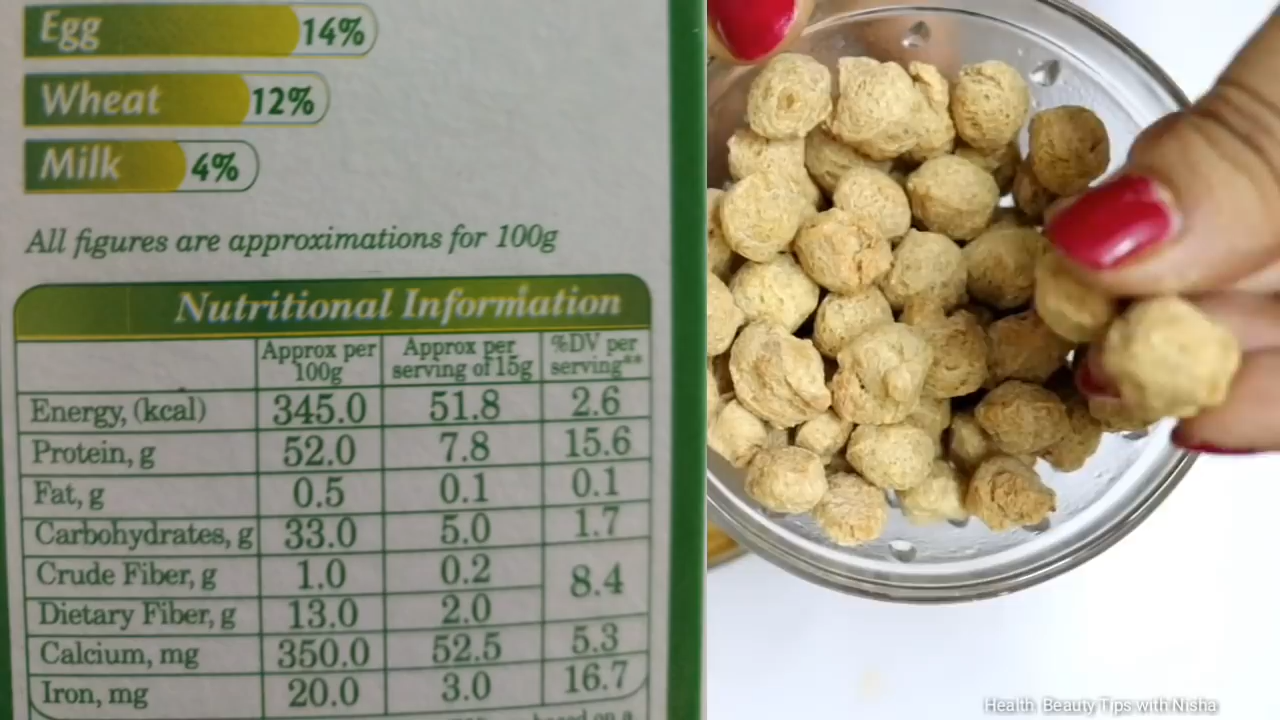 Egg 14%
Wheat 12%
Milk 4%
All figures are approximations for 100g
Nutritional Information
Approx per 100g Approx per serving of 15g %DV per serving**
Energy, (kcal) 345.0 51.8 2.6
Protein, g 52.0 7.8 15.6
Fat, g 0.5 0.1 0.1
Carbohydrates, g 33.0 5.0 1.7
Crude Fiber, g 1.0 0.2 8.4
Dietary Fiber, g 13.0 2.0
Calcium, mg 350.0 52.5 5.3
Iron, mg 20.0 3.0 16.7
based on a
Health Beauty Tips with Nisha